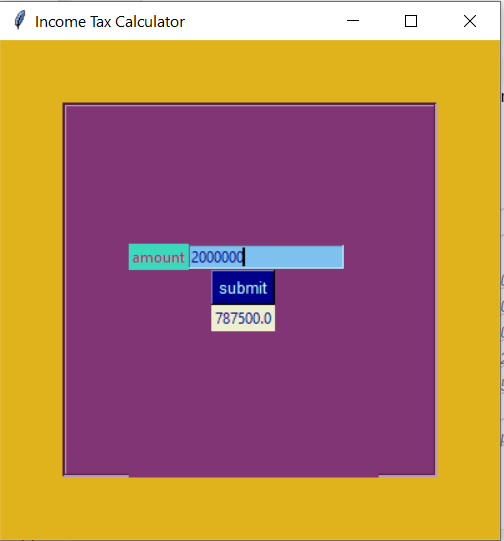 Income Tax Calculator
amount 2000000
submit
787500.0